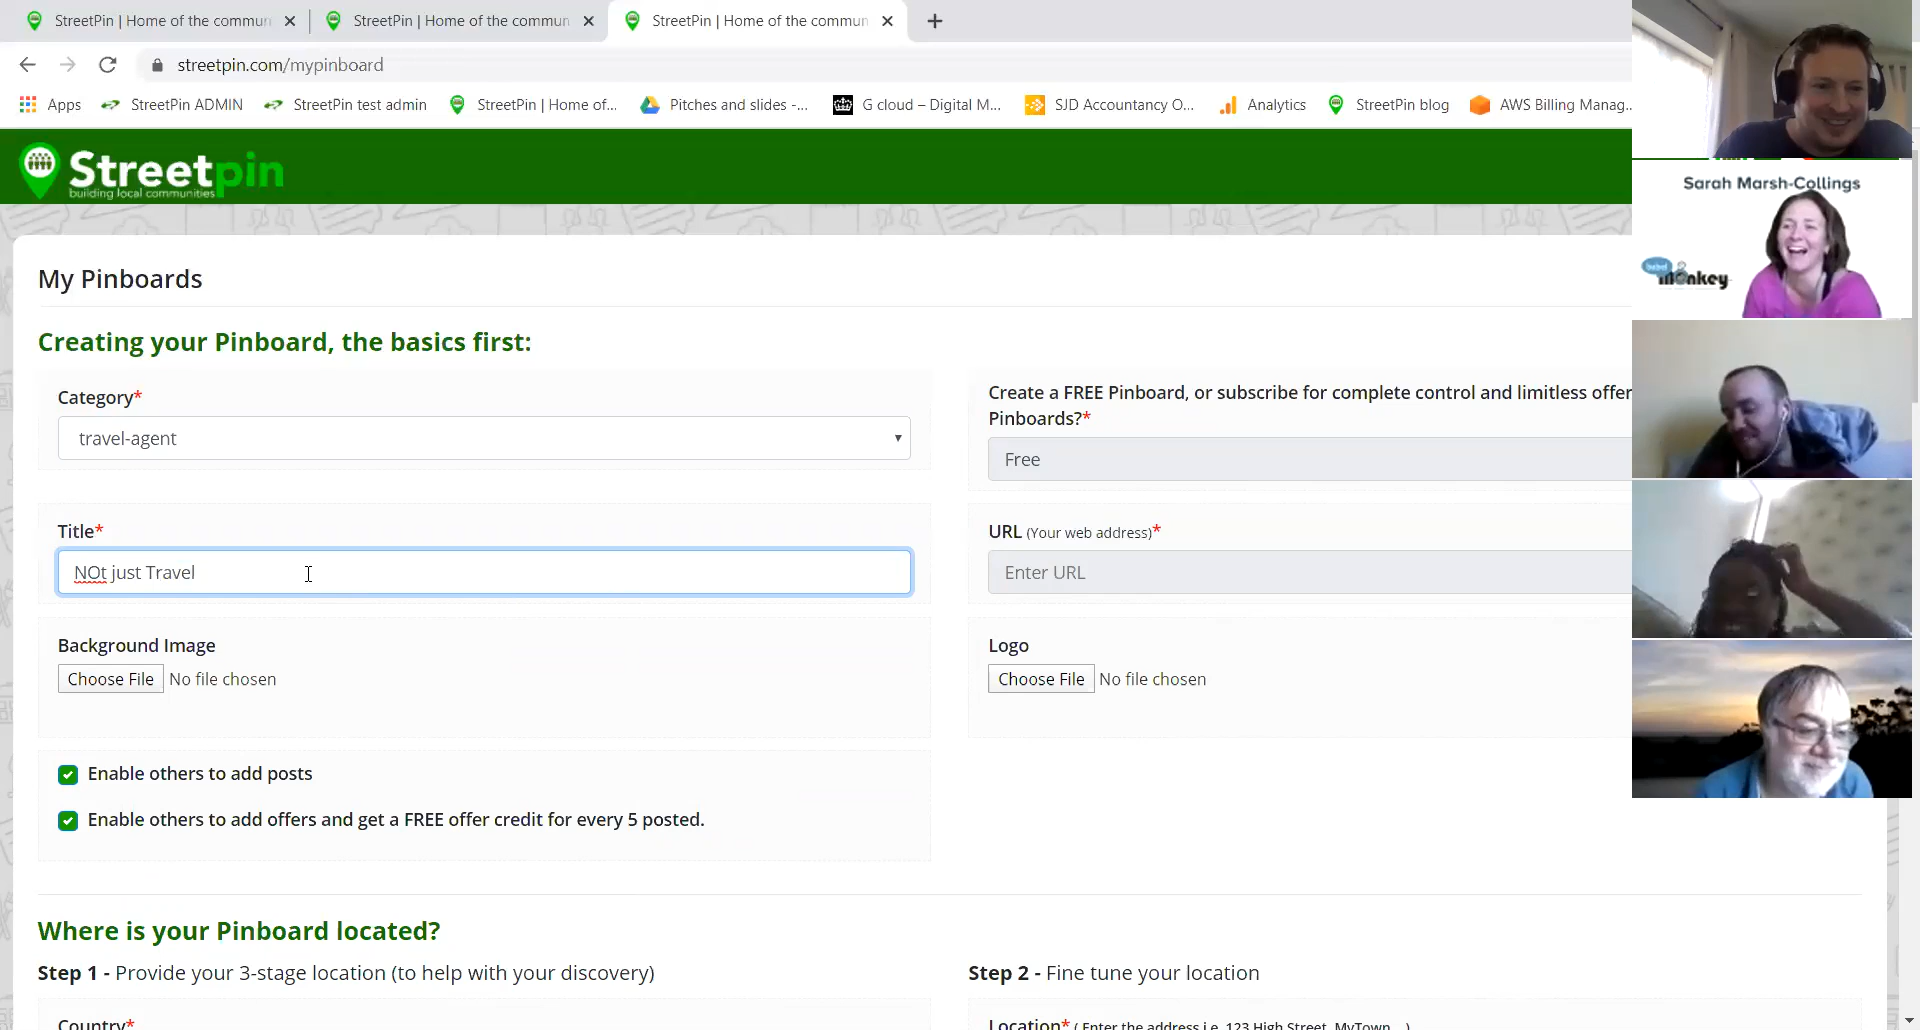 StreetPin | Home of the commun
StreetPin | Home of the commun
StreetPin | Home of the commun
streetpin.com/mypinboard
Apps StreetPin ADMIN StreetPin test admin StreetPin | Home of... Pitches and slides -... G cloud – Digital M... SJD Accountancy O... Analytics StreetPin blog AWS Billing Manag...
Streetpin
building local communities
Sarah Marsh-Collings
babel
monkey
My Pinboards
Creating your Pinboard, the basics first:
Category*
travel-agent
Create a FREE Pinboard, or subscribe for complete control and limitless offer
Pinboards?*
Free
Title*
NOt just Travel
URL (Your web address)*
Enter URL
Background Image
Choose File No file chosen
Logo
Choose File No file chosen
Enable others to add posts
Enable others to add offers and get a FREE offer credit for every 5 posted.
Where is your Pinboard located?
Step 1 - Provide your 3-stage location (to help with your discovery)
Step 2 - Fine tune your location
Country*
Location* ( Enter the address i.e. 123 High Street, MyTown...)